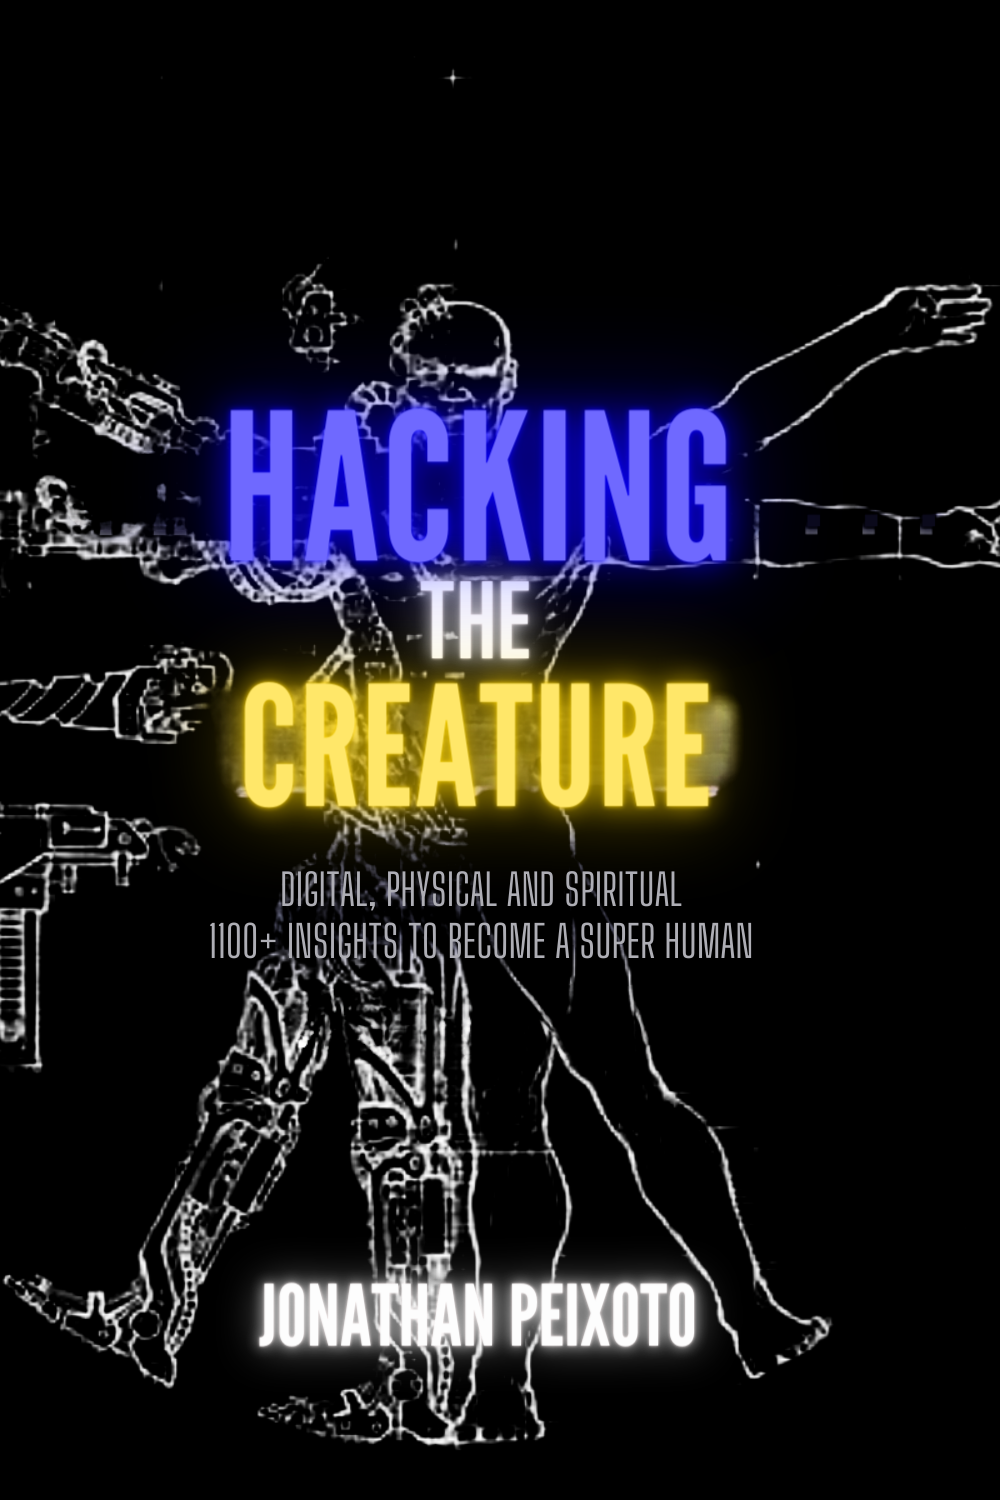 HACKING
THE
CREATURE
DIGITAL, PHYSICAL AND SPIRITUAL
1100+ INSIGHTS TO BECOME A SUPER HUMAN
JONATHAN PEIXOTO